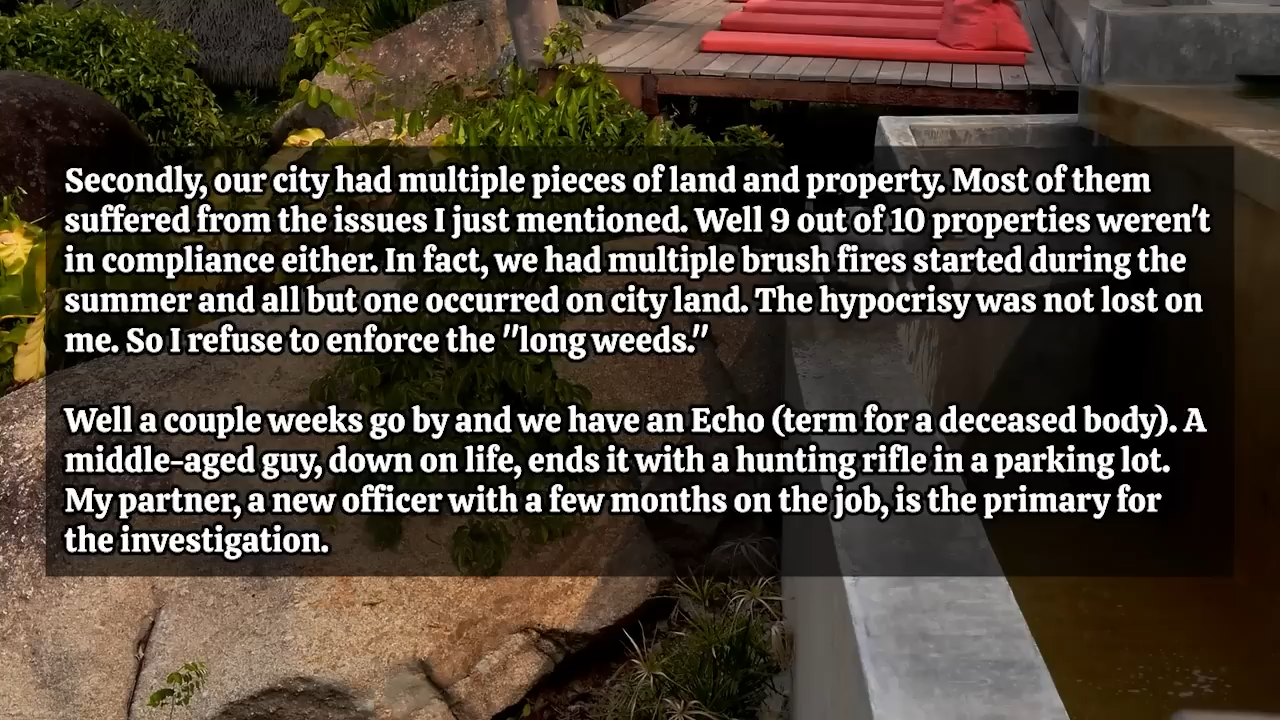 Secondly, our city had multiple pieces of land and property. Most of them
suffered from the issues I just mentioned. Well 9 out of 10 properties weren't
in compliance either. In fact, we had multiple brush fires started during the
summer and all but one occurred on city land. The hypocrisy was not lost on
me. So I refuse to enforce the "long weeds."
Well a couple weeks go by and we have an Echo (term for a deceased body). A
middle-aged guy, down on life, ends it with a hunting rifle in a parking lot.
My partner, a new officer with a few months on the job, is the primary for
the investigation.